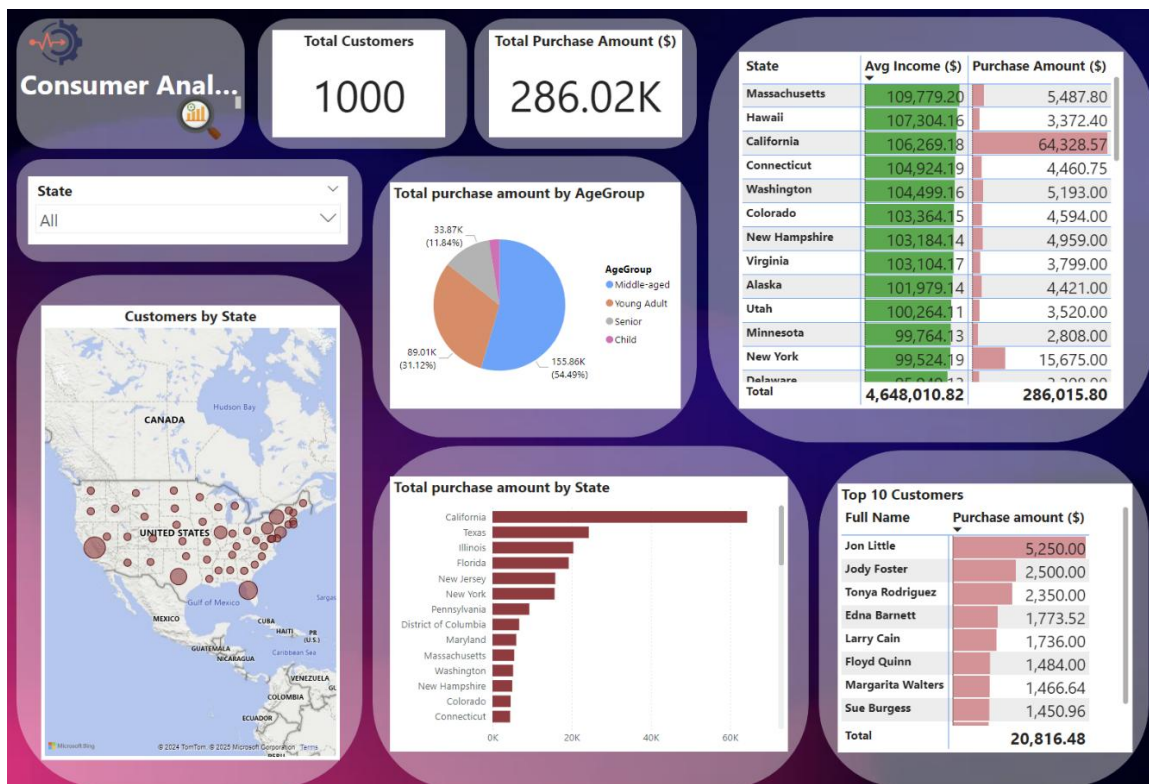 Consumer Anal...
Total Customers
1000
Total Purchase Amount ($)
286.02K
State
All
Customers by State
CANADA
Hudson Bay
UNITED STATES
Gulf of Mexico
Sargas
MEXICO
CUBA
HAITI
PR
(U.S.)
GUATEMALA
Caribbean Sea
NICARAGUA
VENEZUELA
GU
COLOMBIA
ECUADOR
Microsoft Bing
© 2024 TomTom, © 2025 Microsoft Corporation Terms
Total purchase amount by AgeGroup
33.87K
(11.84%)
89.01K
(31.12%)
155.86K
(54.49%)
AgeGroup
Middle-aged
Young Adult
Senior
Child
Total purchase amount by State
California
Texas
Illinois
Florida
New Jersey
New York
Pennsylvania
District of Columbia
Maryland
Massachusetts
Washington
New Hampshire
Colorado
Connecticut
0K 20K 40K 60K
State Avg Income ($) Purchase Amount ($)
Massachusetts 109,779.20 5,487.80
Hawaii 107,304.16 3,372.40
California 106,269.18 64,328.57
Connecticut 104,924.19 4,460.75
Washington 104,499.16 5,193.00
Colorado 103,364.15 4,594.00
New Hampshire 103,184.14 4,959.00
Virginia 103,104.17 3,799.00
Alaska 101,979.14 4,421.00
Utah 100,264.11 3,520.00
Minnesota 99,764.13 2,808.00
New York 99,524.19 15,675.00
Delaware
Total 4,648,010.82 286,015.80
Top 10 Customers
Full Name Purchase amount ($)
Jon Little 5,250.00
Jody Foster 2,500.00
Tonya Rodriguez 2,350.00
Edna Barnett 1,773.52
Larry Cain 1,736.00
Floyd Quinn 1,484.00
Margarita Walters 1,466.64
Sue Burgess 1,450.96
Total 20,816.48